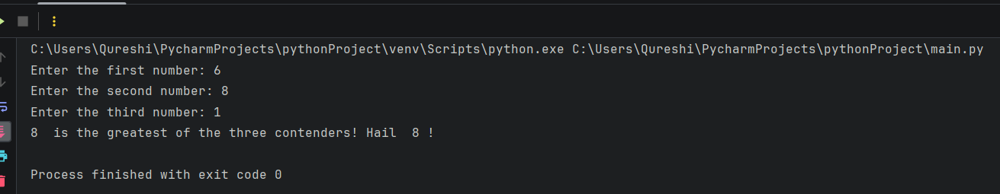 C:\Users\Qureshi\PycharmProjects\pythonProject\venv\Scripts\python.exe C:\Users\Qureshi\PycharmProjects\pythonProject\main.py
Enter the first number: 6
Enter the second number: 8
Enter the third number: 1
8  is the greatest of the three contenders! Hail  8 !
Process finished with exit code 0